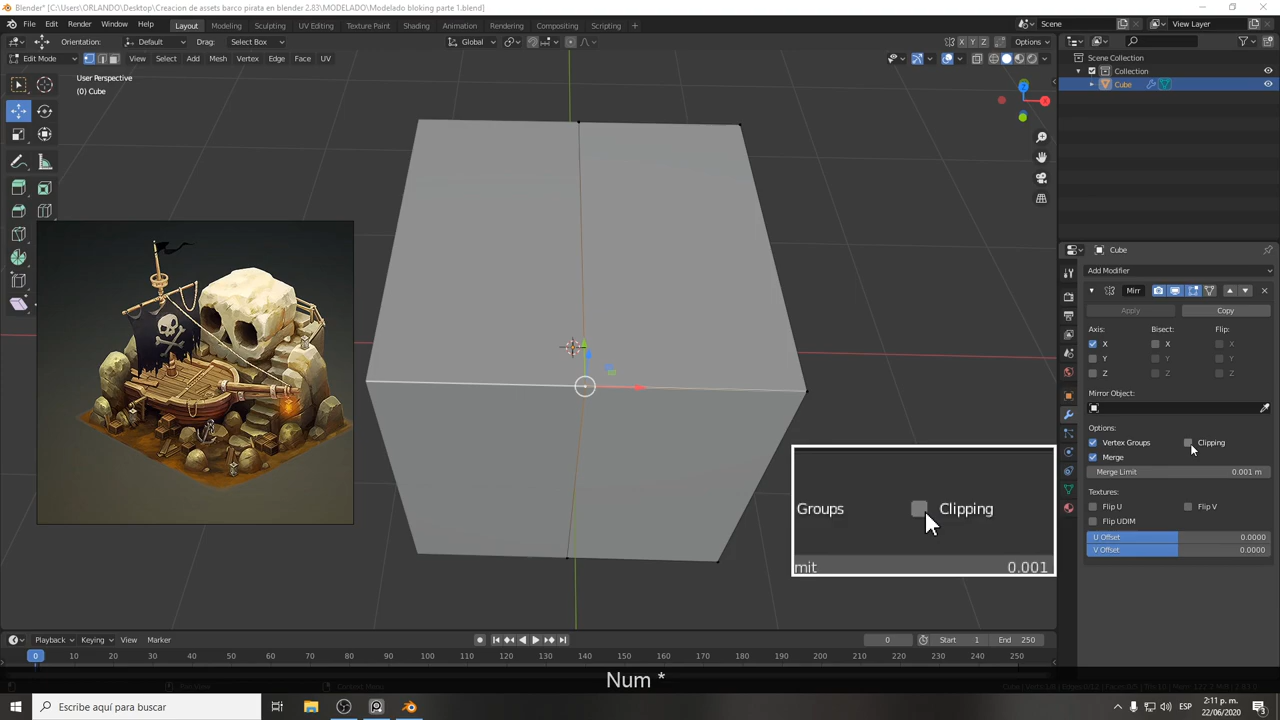 Blender* [C:\Users\ORLANDO\Desktop\Creacion de assets barco pirata en blender 2.83\MODELADO\Modelado bloking parte 1.blend]
File Edit Render Window Help Layout Modeling Sculpting UV Editing Texture Paint Shading Animation Rendering Compositing Scripting + Scene View Layer
Orientation: Default Drag: Select Box Global X Y Z Options
Edit Mode View Select Add Mesh Vertex Edge Face UV
User Perspective
(0) Cube
Z
X
Y
Scene Collection
Collection
Cube
Cube
Add Modifier
Mirr
Apply Copy
Axis: Bisect: Flip:
X X X
Y Y Y
Z Z Z
Mirror Object:
Options:
Vertex Groups Clipping
Merge
Merge Limit 0.001 m
Textures:
Flip U Flip V
Flip UDIM
U Offset 0.0000
V Offset 0.0000
Groups Clipping
mit 0.001
Playback Keying View Marker 0 Start 1 End 250
0 10 20 30 40 50 60 70 80 90 100 110 120 130 140 150 160 170 180 190 200 210 220 230 240 250
Num *
Escribe aquí para buscar
ESP
2:11 p. m.
22/06/2020
3